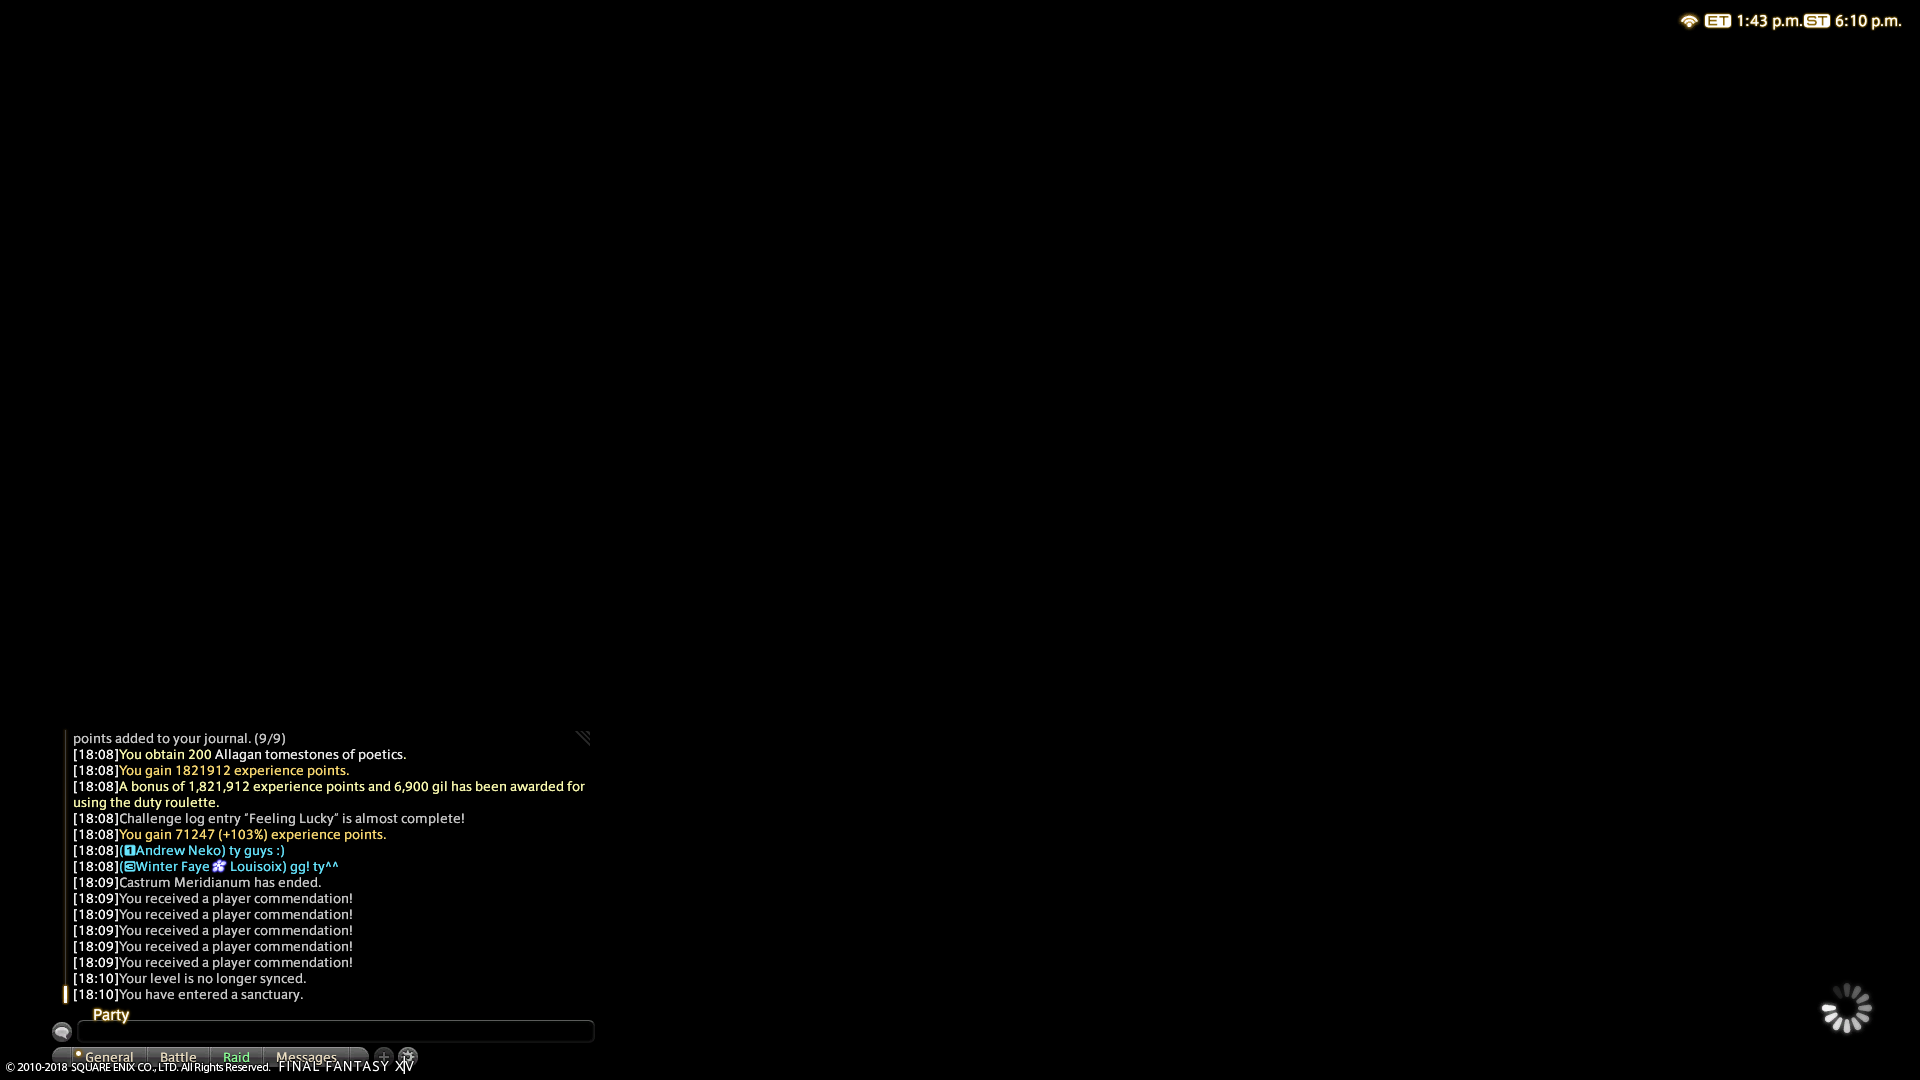 ET 1:43 p.m. ST 6:10 p.m.
points added to your journal. (9/9)
[18:08]You obtain 200 Allagan tomestones of poetics.
[18:08]You gain 1821912 experience points.
[18:08]A bonus of 1,821,912 experience points and 6,900 gil has been awarded for
using the duty roulette.
[18:08]Challenge log entry "Feeling Lucky" is almost complete!
[18:08]You gain 71247 (+103%) experience points.
[18:08](1Andrew Neko) ty guys :)
[18:08](Winter Faye Louisoix) gg! ty^^
[18:09]Castrum Meridianum has ended.
[18:09]You received a player commendation!
[18:09]You received a player commendation!
[18:09]You received a player commendation!
[18:09]You received a player commendation!
[18:09]You received a player commendation!
[18:10]Your level is no longer synced.
[18:10]You have entered a sanctuary.
Party
General Battle Raid Messages
© 2010-2018 SQUARE ENIX CO., LTD. All Rights Reserved. FINAL FANTASY XIV